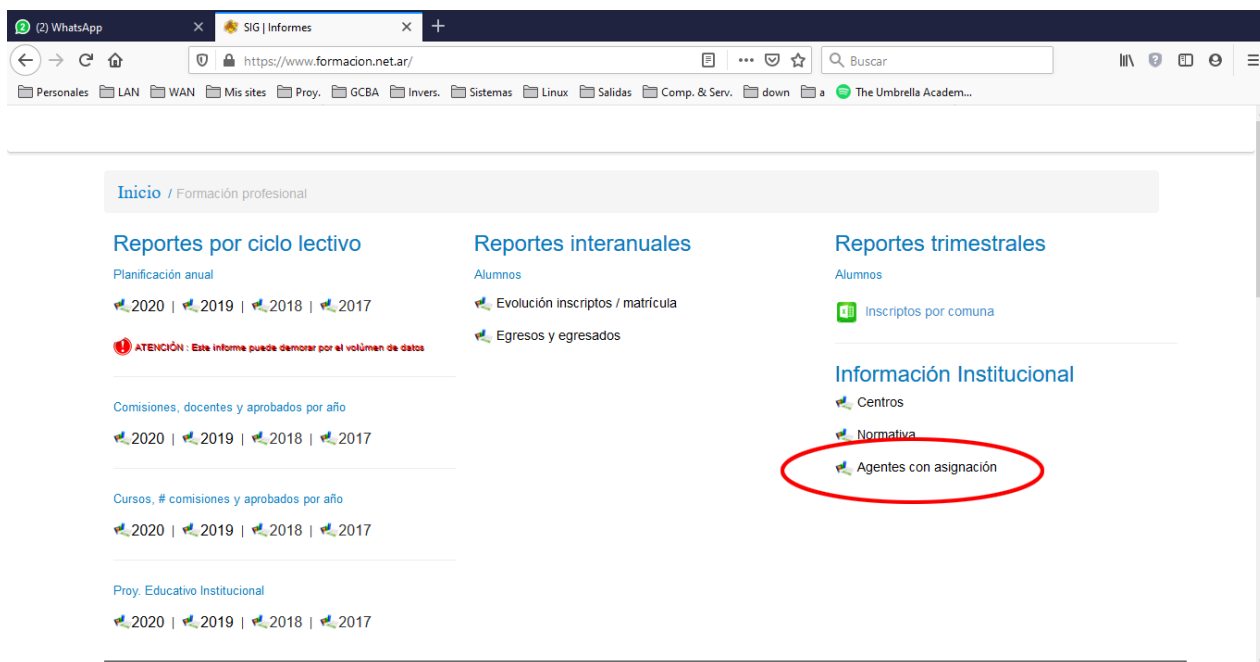 2 (2) WhatsApp SIG | Informes
https://www.formacion.net.ar/ Buscar
Personales LAN WAN Mis sites Proy. GCBA Invers. Sistemas Linux Salidas Comp. & Serv. down a The Umbrella Academ...
Inicio / Formación profesional
Reportes por ciclo lectivo
Planificación anual
2020 | 2019 | 2018 | 2017
ATENCIÓN : Este informe puede demorar por el volúmen de datos
Comisiones, docentes y aprobados por año
2020 | 2019 | 2018 | 2017
Cursos, # comisiones y aprobados por año
2020 | 2019 | 2018 | 2017
Proy. Educativo Institucional
2020 | 2019 | 2018 | 2017
Reportes interanuales
Alumnos
Evolución inscriptos / matrícula
Egresos y egresados
Reportes trimestrales
Alumnos
Inscriptos por comuna
Información Institucional
Centros
Normativa
Agentes con asignación